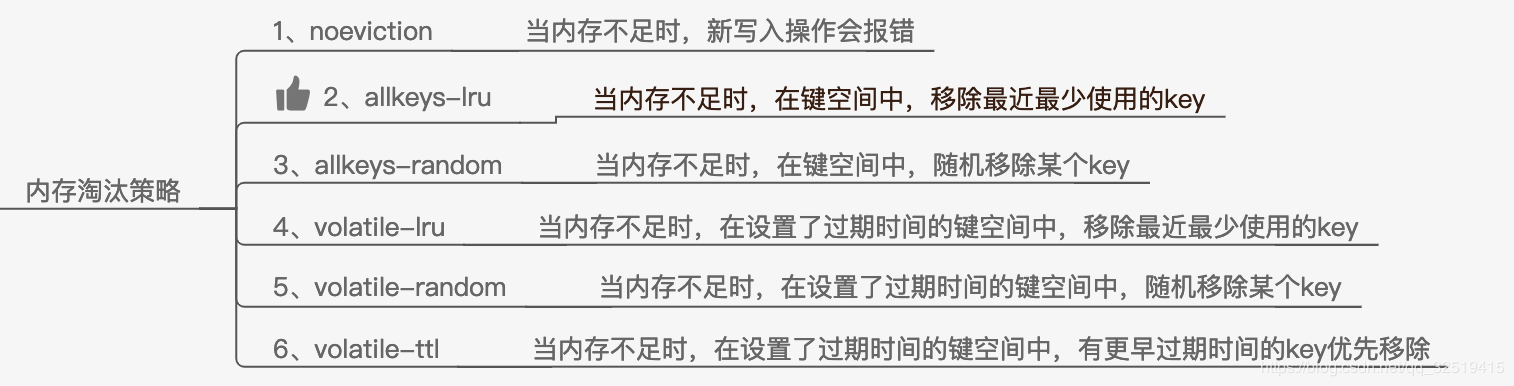 1、noeviction 当内存不足时，新写入操作会报错
2、allkeys-lru 当内存不足时，在键空间中，移除最近最少使用的key
3、allkeys-random 当内存不足时，在键空间中，随机移除某个key
内存淘汰策略
4、volatile-lru 当内存不足时，在设置了过期时间的键空间中，移除最近最少使用的key
5、volatile-random 当内存不足时，在设置了过期时间的键空间中，随机移除某个key
6、volatile-ttl 当内存不足时，在设置了过期时间的键空间中，有更早过期时间的key优先移除
https://blog.csdn.net/qq_32519415